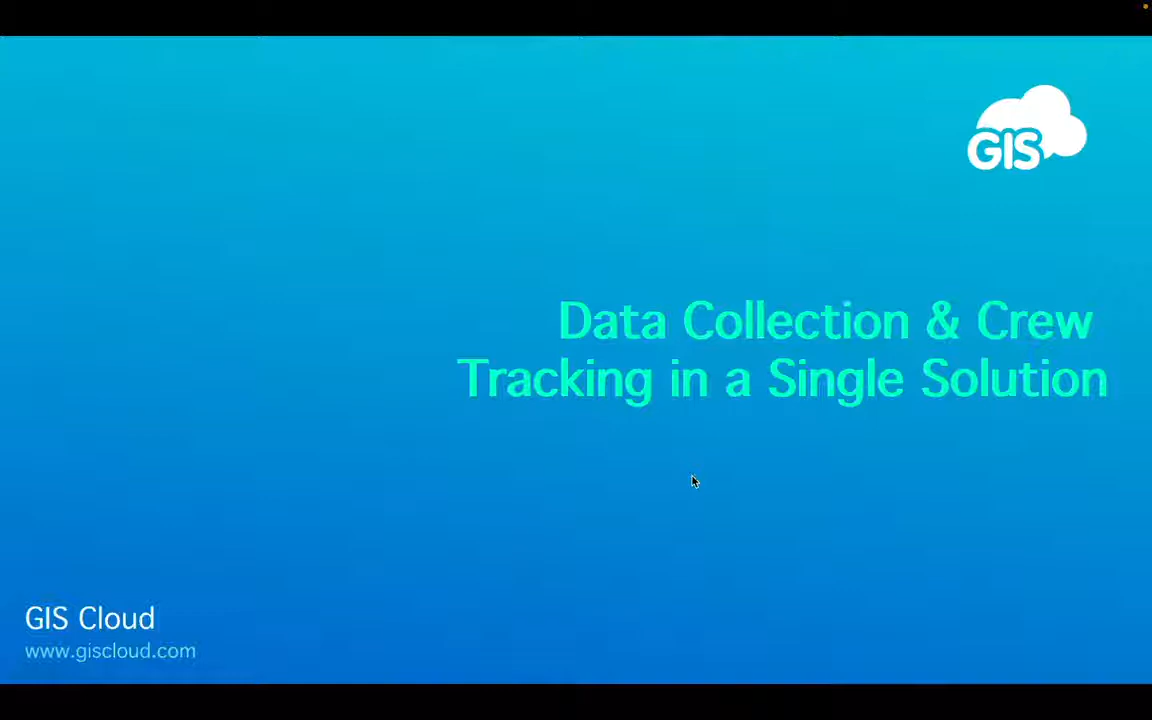 GIS
Data Collection & Crew
Tracking in a Single Solution
GIS Cloud
www.giscloud.com